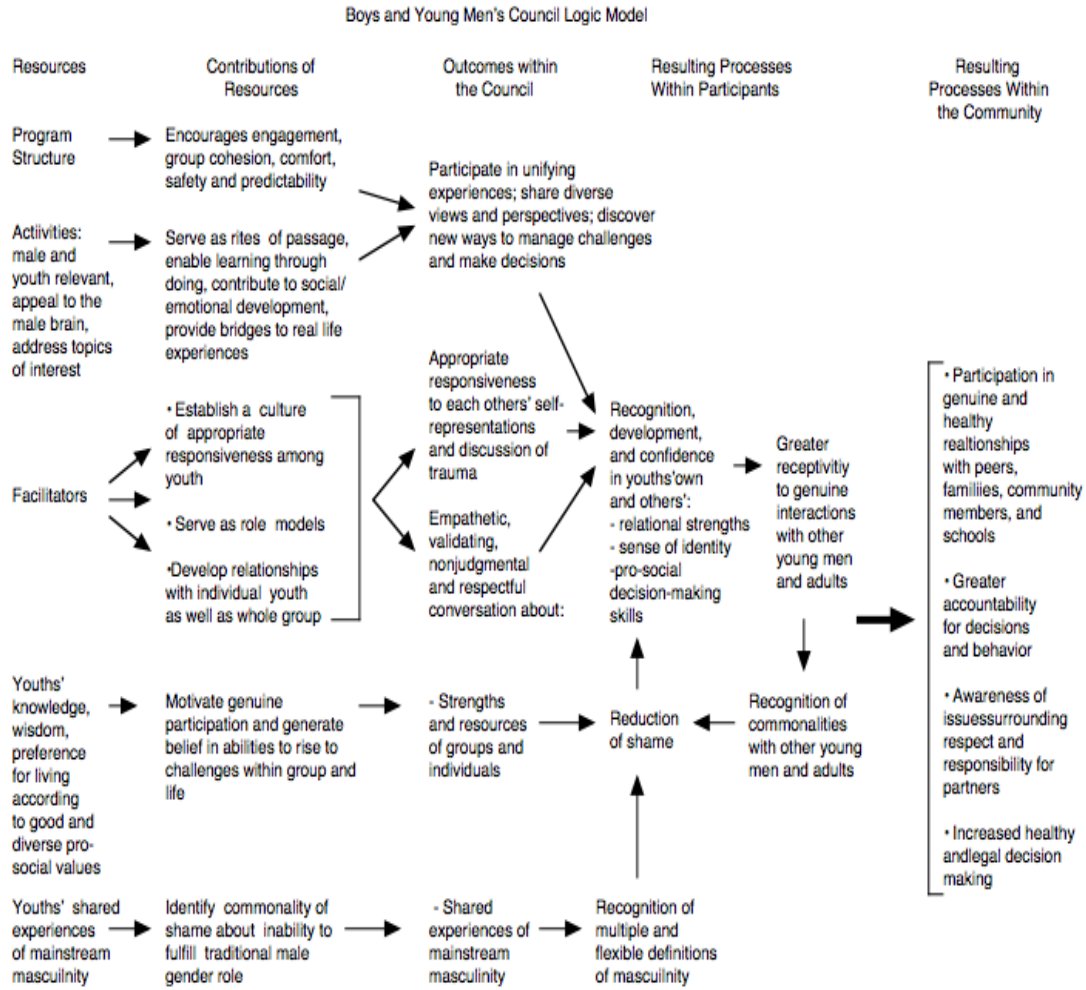 Boys and Young Men's Council Logic Model
Resources
Contributions of
Resources
Outcomes within
the Council
Resulting Processes
Within Participants
Resulting
Processes Within
the Community
Program
Structure
Encourages engagement,
group cohesion, comfort,
safety and predictability
Participate in unifying
experiences; share diverse
views and perspectives; discover
new ways to manage challenges
and make decisions
Actiivities:
male and
youth relevant,
appeal to the
male brain,
address topics
of interest
Serve as rites of passage,
enable learning through
doing, contribute to social/
emotional development,
provide bridges to real life
experiences
Facilitators
• Establish a culture
of appropriate
responsiveness among
youth
• Serve as role models
•Develop relationships
with individual youth
as well as whole group
Appropriate
responsiveness
to each others' self-
representations
and discussion of
trauma
Empathetic,
validating,
nonjudgmental
and respectful
conversation about:
Recognition,
development,
and confidence
in youths'own
and others':
- relational strengths
- sense of identity
-pro-social
decision-making
skills
Greater
receptivitiy
to genuine
interactions
with other
young men
and adults
• Participation in
genuine and
healthy
realtionships
with peers,
familiies, community
members, and
schools
• Greater
accountability
for decisions
and behavior
• Awareness of
issuessurrounding
respect and
responsibility for
partners
• Increased healthy
andlegal decision
making
Youths'
knowledge,
wisdom,
preference
for living
according
to good and
diverse pro-
social values
Motivate genuine
participation and generate
belief in abilities to rise to
challenges within group and
life
- Strengths
and resources
of groups and
individuals
Reduction
of shame
Recognition of
commonalities
with other young
men and adults
Youths' shared
experiences
of mainstream
mascuilnity
Identify commonality of
shame about inability to
fulfill traditional male
gender role
- Shared
experiences of
mainstream
masculinity
Recognition of
multiple and
flexible definitions
of mascuilnity